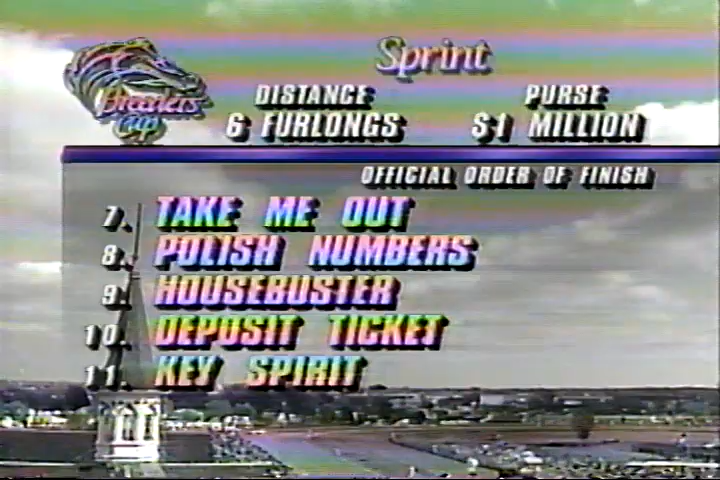 Breeders Cup
Sprint
DISTANCE PURSE
6 FURLONGS $1 MILLION
OFFICIAL ORDER OF FINISH
7. TAKE ME OUT
8. POLISH NUMBERS
9. HOUSEBUSTER
10. DEPOSIT TICKET
11. KEY SPIRIT